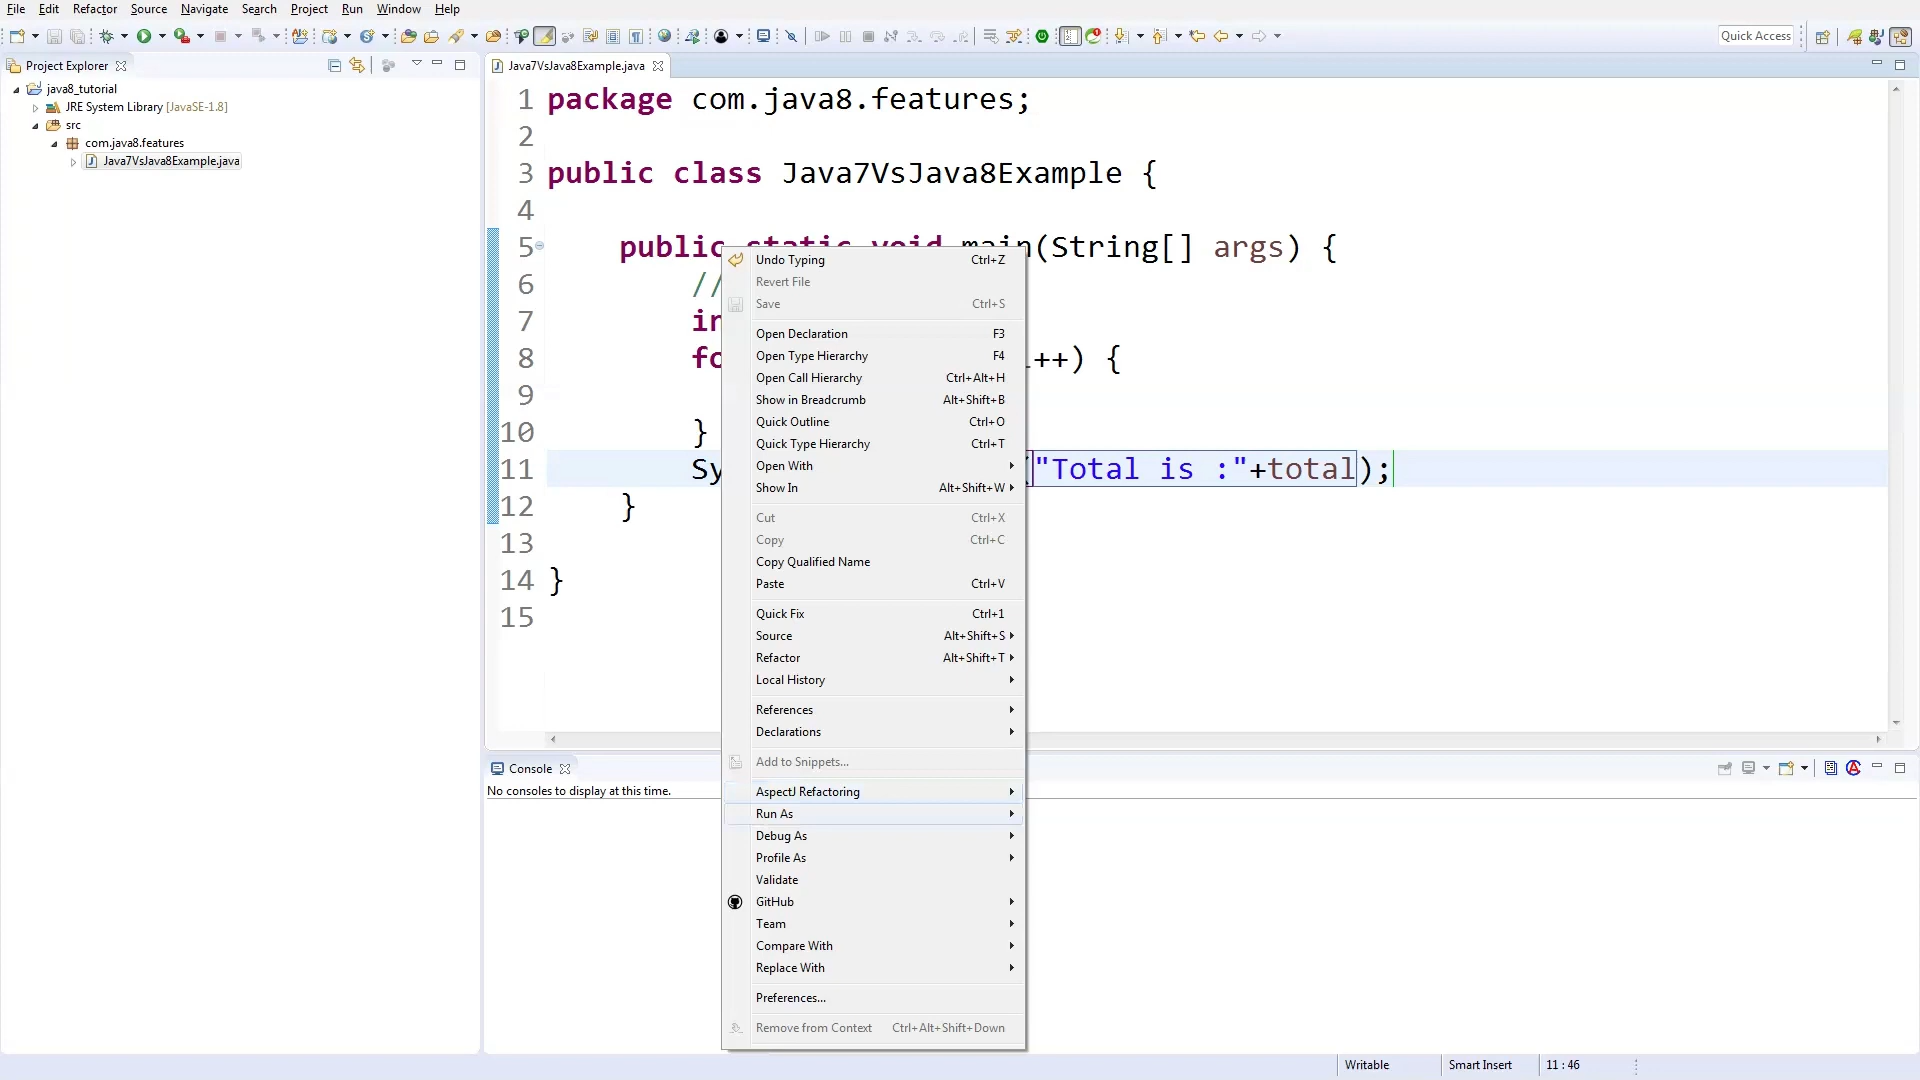 File Edit Refactor Source Navigate Search Project Run Window Help
Quick Access
Project Explorer
java8_tutorial
JRE System Library [JavaSE-1.8]
src
com.java8.features
Java7VsJava8Example.java
Java7VsJava8Example.java
1 package com.java8.features;
2
3 public class Java7VsJava8Example {
4
5 public static void main(String[] args) {
6 //
7 in
8 fo ++) {
9
10 }
11 Sy ("Total is :"+total);
12 }
13
14 }
15
Undo Typing Ctrl+Z
Revert File
Save Ctrl+S
Open Declaration F3
Open Type Hierarchy F4
Open Call Hierarchy Ctrl+Alt+H
Show in Breadcrumb Alt+Shift+B
Quick Outline Ctrl+O
Quick Type Hierarchy Ctrl+T
Open With
Show In Alt+Shift+W
Cut Ctrl+X
Copy Ctrl+C
Copy Qualified Name
Paste Ctrl+V
Quick Fix Ctrl+1
Source Alt+Shift+S
Refactor Alt+Shift+T
Local History
References
Declarations
Add to Snippets...
AspectJ Refactoring
Run As
Debug As
Profile As
Validate
GitHub
Team
Compare With
Replace With
Preferences...
Remove from Context Ctrl+Alt+Shift+Down
Console
No consoles to display at this time.
Writable Smart Insert 11 : 46